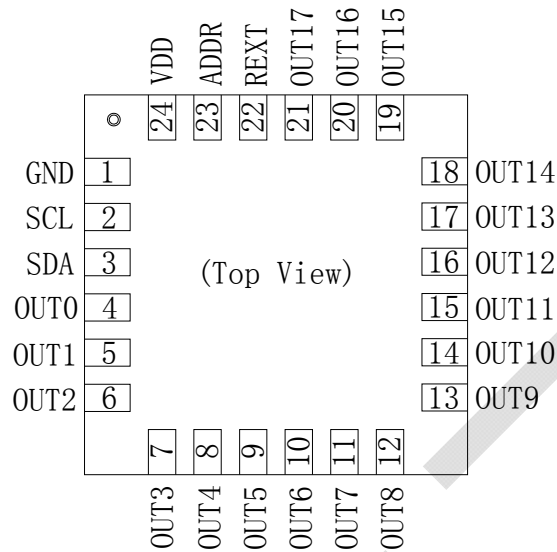 VDD ADDR REXT OUT17 OUT16 OUT15
24 23 22 21 20 19
GND 1 18 OUT14
SCL 2 17 OUT13
SDA 3 16 OUT12
(Top View)
OUT0 4 15 OUT11
OUT1 5 14 OUT10
OUT2 6 13 OUT9
7 8 9 10 11 12
OUT3 OUT4 OUT5 OUT6 OUT7 OUT8